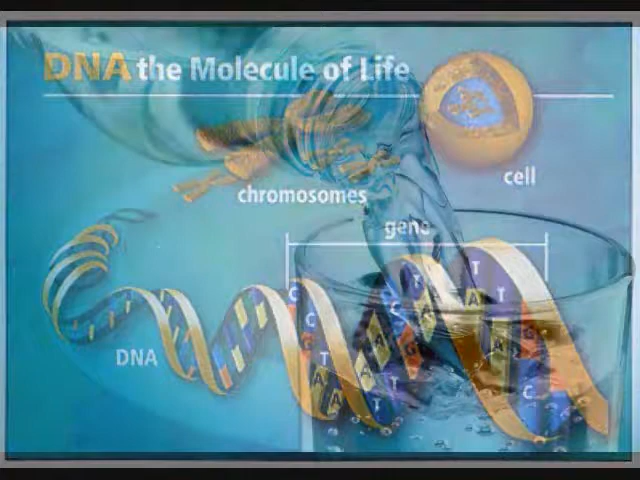 DNA the Molecule of Life
cell
chromosomes
gene
DNA